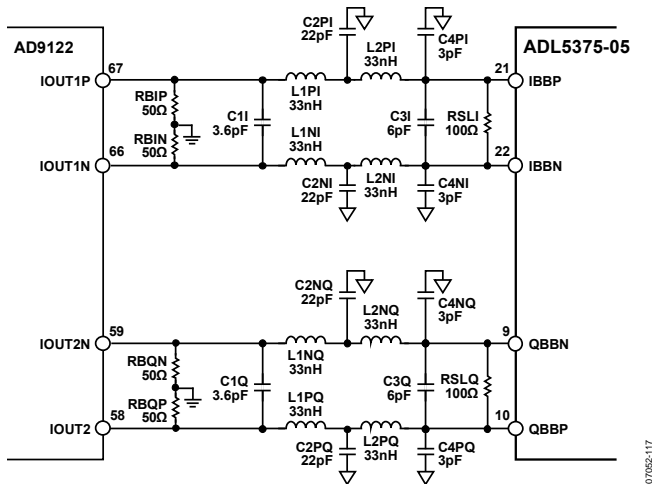 AD9122
ADL5375-05
C2PI
22pF
L2PI
33nH
C4PI
3pF
IOUT1P
67
21
IBBP
RBIP
50Ω
L1PI
33nH
RBIN
50Ω
C1I
3.6pF
L1NI
33nH
C3I
6pF
RSLI
100Ω
IOUT1N
66
22
IBBN
C2NI
22pF
L2NI
33nH
C4NI
3pF
C2NQ
22pF
L2NQ
33nH
C4NQ
3pF
IOUT2N
59
9
QBBN
RBQN
50Ω
L1NQ
33nH
RBQP
50Ω
C1Q
3.6pF
L1PQ
33nH
C3Q
6pF
RSLQ
100Ω
IOUT2
58
10
QBBP
C2PQ
22pF
L2PQ
33nH
C4PQ
3pF
07052-117